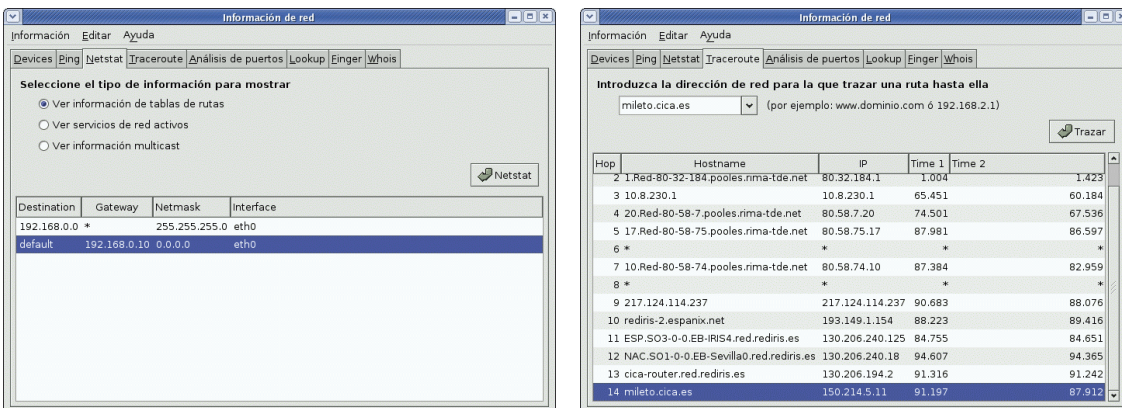 Información de red
Información Editar Ayuda
Devices Ping Netstat Traceroute Análisis de puertos Lookup Finger Whois
Seleccione el tipo de información para mostrar
Ver información de tablas de rutas
Ver servicios de red activos
Ver información multicast
Netstat
Destination Gateway Netmask Interface
192.168.0.0 * 255.255.255.0 eth0
default 192.168.0.10 0.0.0.0 eth0
Información de red
Información Editar Ayuda
Devices Ping Netstat Traceroute Análisis de puertos Lookup Finger Whois
Introduzca la dirección de red para la que trazar una ruta hasta ella
mileto.cica.es (por ejemplo: www.dominio.com ó 192.168.2.1)
Trazar
Hop Hostname IP Time 1 Time 2
2 1.Red-80-32-184.pooles.rima-tde.net 80.32.184.1 1.004 1.423
3 10.8.230.1 10.8.230.1 65.451 60.184
4 20.Red-80-58-7.pooles.rima-tde.net 80.58.7.20 74.501 67.536
5 17.Red-80-58-75.pooles.rima-tde.net 80.58.75.17 87.981 86.597
6 * * * *
7 10.Red-80-58-74.pooles.rima-tde.net 80.58.74.10 87.384 82.959
8 * * * *
9 217.124.114.237 217.124.114.237 90.683 88.076
10 rediris-2.espanix.net 193.149.1.154 88.223 89.416
11 ESP.SO3-0-0.EB-IRIS4.red.rediris.es 130.206.240.125 84.755 84.651
12 NAC.SO1-0-0.EB-Sevilla0.red.rediris.es 130.206.240.18 94.607 94.365
13 cica-router.red.rediris.es 130.206.194.2 91.316 91.242
14 mileto.cica.es 150.214.5.11 91.197 87.912